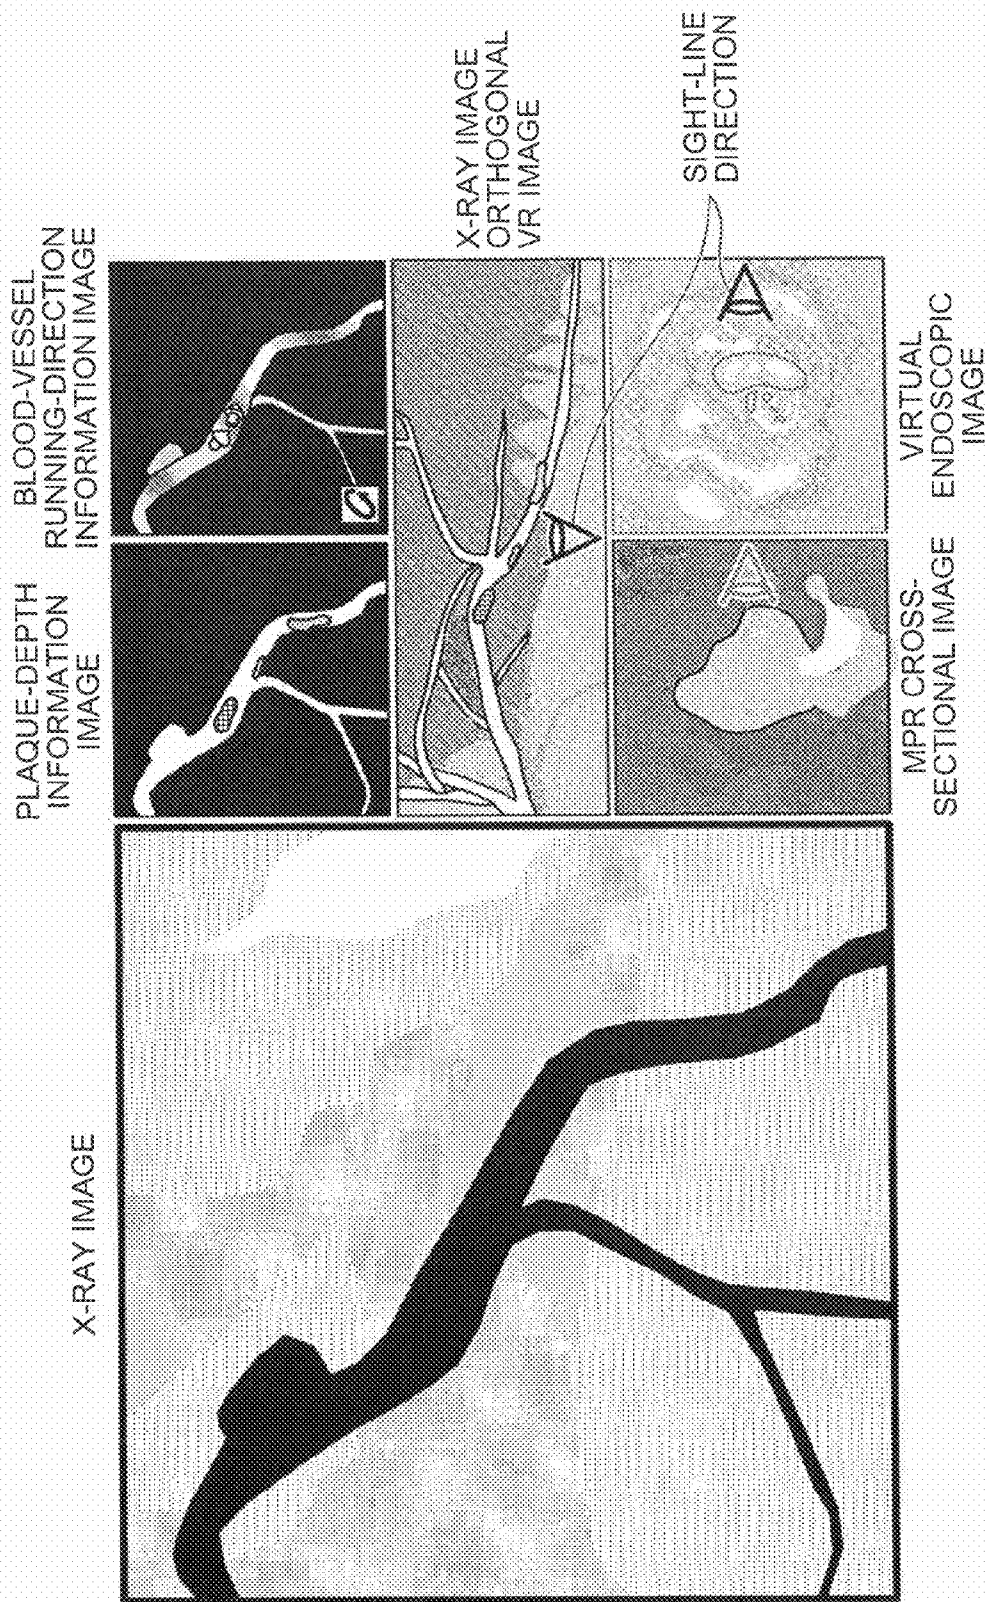 X-RAY IMAGE
PLAQUE-DEPTH
INFORMATION
IMAGE
BLOOD-VESSEL
RUNNING-DIRECTION
INFORMATION IMAGE
X-RAY IMAGE
ORTHOGONAL
VR IMAGE
SIGHT-LINE
DIRECTION
MPR CROSS-
SECTIONAL IMAGE
VIRTUAL
ENDOSCOPIC
IMAGE